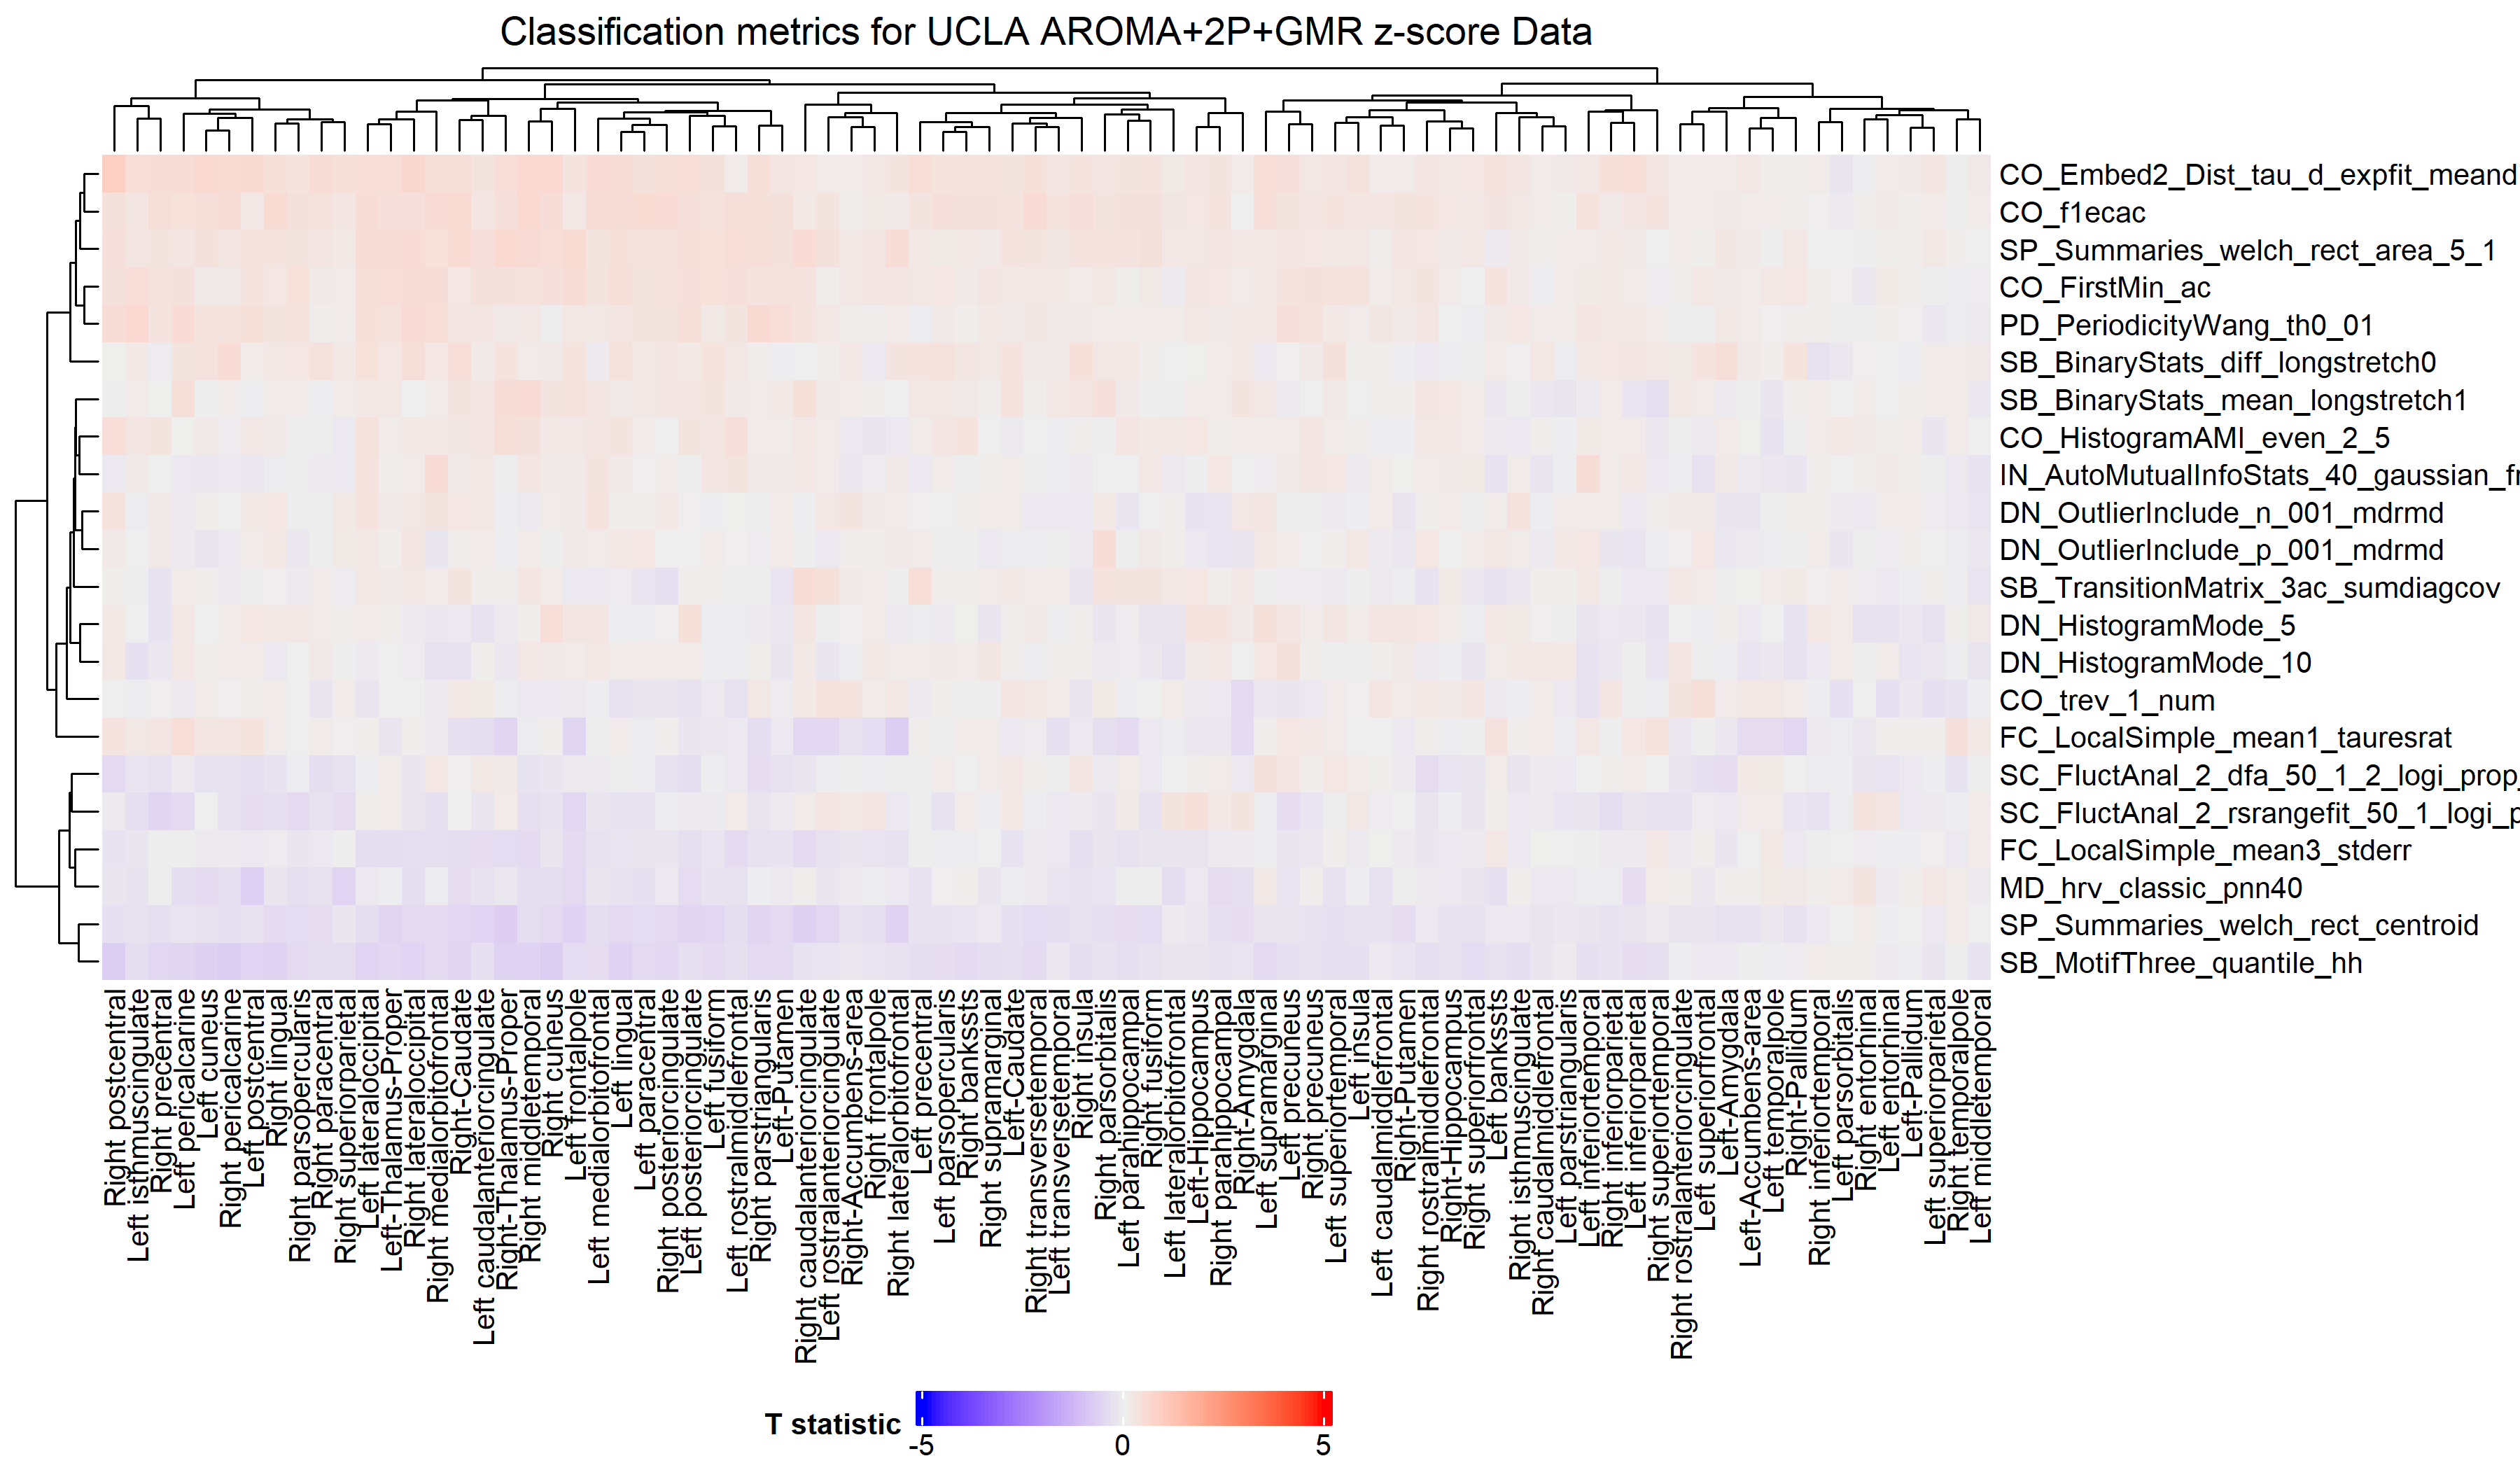 Classification metrics for UCLA AROMA+2P+GMR z-score Data
CO_Embed2_Dist_tau_d_expfit_meand
CO_f1ecac
SP_Summaries_welch_rect_area_5_1
CO_FirstMin_ac
PD_PeriodicityWang_th0_01
SB_BinaryStats_diff_longstretch0
SB_BinaryStats_mean_longstretch1
CO_HistogramAMI_even_2_5
IN_AutoMutualInfoStats_40_gaussian_fr
DN_OutlierInclude_n_001_mdrmd
DN_OutlierInclude_p_001_mdrmd
SB_TransitionMatrix_3ac_sumdiagcov
DN_HistogramMode_5
DN_HistogramMode_10
CO_trev_1_num
FC_LocalSimple_mean1_tauresrat
SC_FluctAnal_2_dfa_50_1_2_logi_prop_
SC_FluctAnal_2_rsrangefit_50_1_logi_p
FC_LocalSimple_mean3_stderr
MD_hrv_classic_pnn40
SP_Summaries_welch_rect_centroid
SB_MotifThree_quantile_hh
Right postcentral
Left isthmuscingulate
Right precentral
Left pericalcarine
Left cuneus
Right pericalcarine
Left postcentral
Right lingual
Right parsopercularis
Right paracentral
Right superiorparietal
Left lateraloccipital
Left-Thalamus-Proper
Right lateraloccipital
Right medialorbitofrontal
Right-Caudate
Left caudalanteriorcingulate
Right-Thalamus-Proper
Right middletemporal
Right cuneus
Left frontalpole
Left medialorbitofrontal
Left lingual
Left paracentral
Right posteriorcingulate
Left posteriorcingulate
Left fusiform
Left rostralmiddlefrontal
Right parstriangularis
Left-Putamen
Right caudalanteriorcingulate
Left rostralanteriorcingulate
Right-Accumbens-area
Right frontalpole
Right lateralorbitofrontal
Left precentral
Left parsopercularis
Right bankssts
Right supramarginal
Left-Caudate
Right transversetemporal
Left transversetemporal
Right insula
Right parsorbitalis
Left parahippocampal
Right fusiform
Left lateralorbitofrontal
Left-Hippocampus
Right parahippocampal
Right-Amygdala
Left supramarginal
Left precuneus
Right precuneus
Left superiortemporal
Left insula
Left caudalmiddlefrontal
Right-Putamen
Right rostralmiddlefrontal
Right-Hippocampus
Right superiorfrontal
Left bankssts
Right isthmuscingulate
Right caudalmiddlefrontal
Left parstriangularis
Left inferiortemporal
Right inferiorparietal
Left inferiorparietal
Right superiortemporal
Right rostralanteriorcingulate
Left superiorfrontal
Left-Amygdala
Left-Accumbens-area
Left temporalpole
Right-Pallidum
Right inferiortemporal
Left parsorbitalis
Right entorhinal
Left entorhinal
Left-Pallidum
Left superiorparietal
Right temporalpole
Left middletemporal
T statistic
-5 0 5